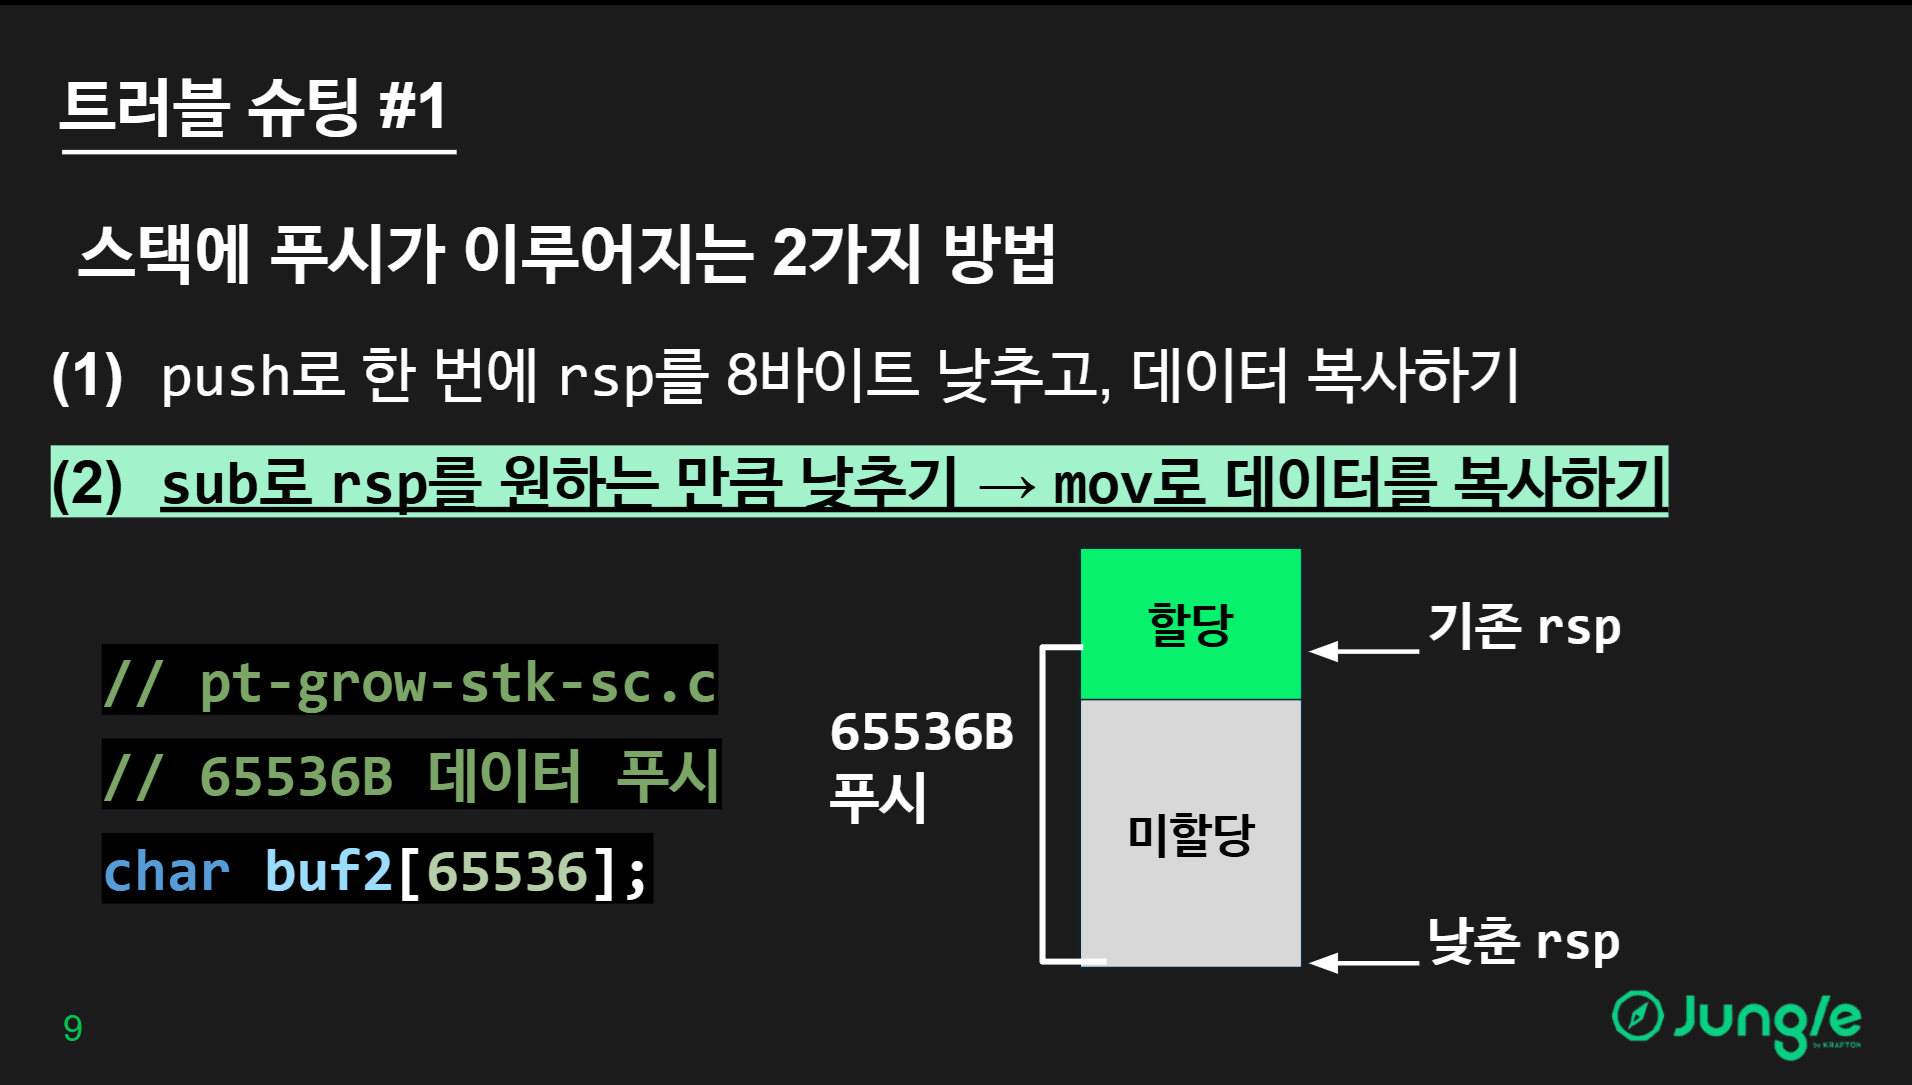 트러블 슈팅 #1
스택에 푸시가 이루어지는 2가지 방법
(1) push로 한 번에 rsp를 8바이트 낮추고, 데이터 복사하기
(2) sub로 rsp를 원하는 만큼 낮추기 → mov로 데이터를 복사하기
// pt-grow-stk-sc.c
// 65536B 데이터 푸시
char buf2[65536];
65536B
푸시
할당
미할당
기존 rsp
낮춘 rsp
9
Jungle
by KRAFTON